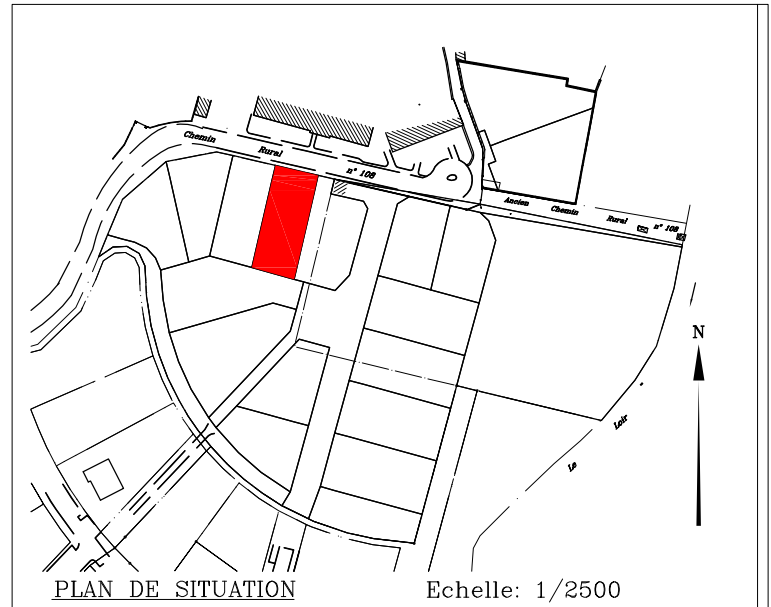 Chemin Rural n° 108
Ancien Chemin Rural n° 108
N
Le Loir
PLAN DE SITUATION
Echelle: 1/2500